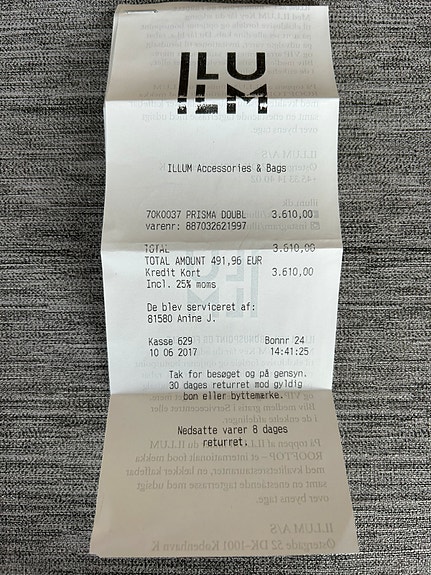 ILLUM
ILLUM Accessories & Bags
70K0037 PRISMA DOUBL 3.610,00
varenr: 887032621997
TOTAL 3.610,00
TOTAL AMOUNT 491,96 EUR
Kredit Kort 3.610,00
Incl. 25% moms
De blev serviceret af:
81580 Anine J.
Kasse 629 Bonnr 24
10 06 2017 14:41:25
Tak for besøget og på gensyn.
30 dages returret mod gyldig
bon eller byttemærke.
Nedsatte varer 8 dages
returret.